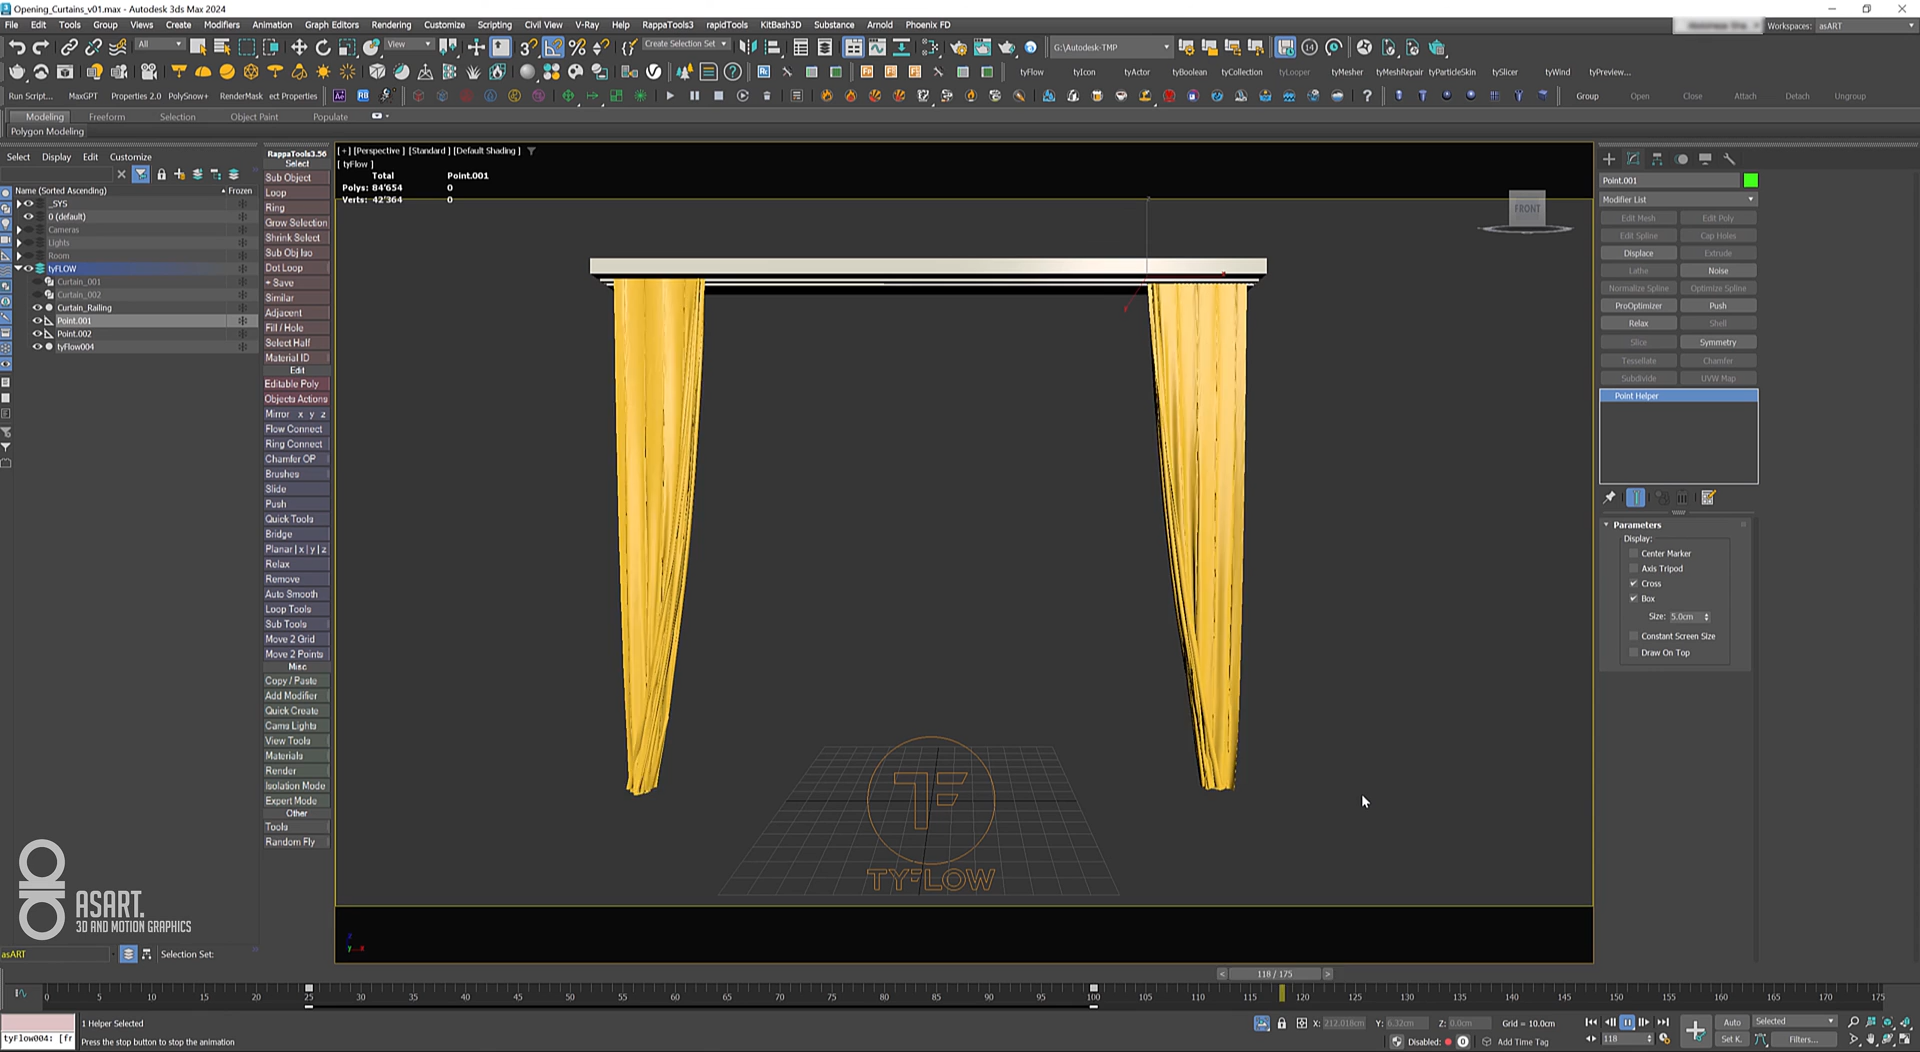 Opening_Curtains_v01.max - Autodesk 3ds Max 2024
File Edit Tools Group Views Create Modifiers Animation Graph Editors Rendering Customize Scripting Civil View V-Ray Help RappaTools3 rapidTools KitBash3D Substance Arnold Phoenix FD
Workspaces: asART
All
View
Create Selection Set
G:\Autodesk-TMP
tyFlow tyIcon tyActor tyBoolean tyCollection tyLooper tyMesher tyMeshRepair tyParticleSkin tySlicer tyWind tyPreview...
Run Script... MaxGPT Properties 2.0 PolySnow+ RenderMask ect Properties
Group Open Close Attach Detach Ungroup
Modeling Freeform Selection Object Paint Populate
Polygon Modeling
Select Display Edit Customize
Name (Sorted Ascending) Frozen
_SYS
0 (default)
Cameras
Lights
Room
tyFLOW
Curtain_001
Curtain_002
Curtain_Railing
Point.001
Point.002
tyFlow004
RappaTools3.56
Select
Sub Object
Loop
Ring
Grow Selection
Shrink Select
Sub Obj Iso
Dot Loop
+ Save
Similar
Adjacent
Fill / Hole
Select Half
Material ID
Edit
Editable Poly
Objects Actions
Mirror x y z
Flow Connect
Ring Connect
Chamfer OP
Brushes
Slide
Push
Quick Tools
Bridge
Planar | x | y | z
Relax
Remove
Auto Smooth
Loop Tools
Sub Tools
Move 2 Grid
Move 2 Points
Misc
Copy / Paste
Add Modifier
Quick Create
Cams Lights
View Tools
Materials
Render
Isolation Mode
Expert Mode
Other
Tools
Random Fly
[+] [Perspective ] [Standard ] [Default Shading ]
[ tyFlow ]
Total Point.001
Polys: 84'654 0
Verts: 42'364 0
FRONT
TF
TYFLOW
z
y x
Point.001
Modifier List
Edit Mesh Edit Poly
Edit Spline Cap Holes
Displace Extrude
Lathe Noise
Normalize Spline Optimize Spline
ProOptimizer Push
Relax Shell
Slice Symmetry
Tessellate Chamfer
Subdivide UVW Map
Point Helper
Parameters
Display:
Center Marker
Axis Tripod
Cross
Box
Size: 5.0cm
Constant Screen Size
Draw On Top
ASART.
3D AND MOTION GRAPHICS
asART
Selection Set:
< 118 / 175 >
0 5 10 15 20 25 30 35 40 45 50 55 60 65 70 75 80 85 90 95 100 105 110 115 120 125 130 135 140 145 150 155 160 165 170 175
1 Helper Selected
X: 212.018cm Y: 6.32cm Z: 0.0cm Grid = 10.0cm
Auto Selected
tyFlow004: [fr
Press the stop button to stop the animation
Disabled: 0 Add Time Tag
118
Set K. Filters...